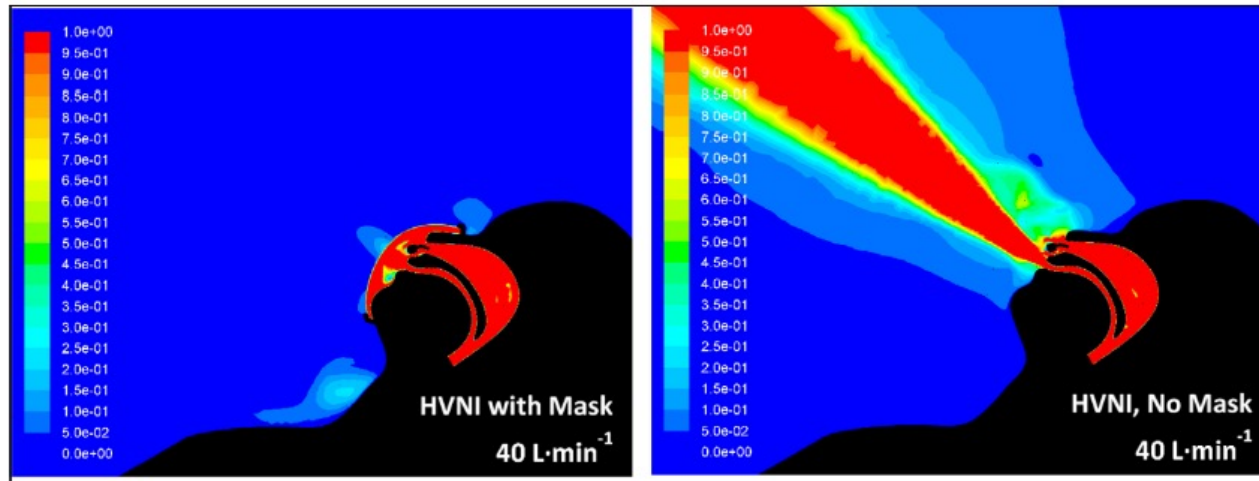 1.0e+00
9.5e-01
9.0e-01
8.5e-01
8.0e-01
7.5e-01
7.0e-01
6.5e-01
6.0e-01
5.5e-01
5.0e-01
4.5e-01
4.0e-01
3.5e-01
3.0e-01
2.5e-01
2.0e-01
1.5e-01
1.0e-01
5.0e-02
0.0e+00
HVNI with Mask
40 L·min⁻¹
1.0e+00
9.5e-01
9.0e-01
8.5e-01
8.0e-01
7.5e-01
7.0e-01
6.5e-01
6.0e-01
5.5e-01
5.0e-01
4.5e-01
4.0e-01
3.5e-01
3.0e-01
2.5e-01
2.0e-01
1.5e-01
1.0e-01
5.0e-02
0.0e+00
HVNI, No Mask
40 L·min⁻¹